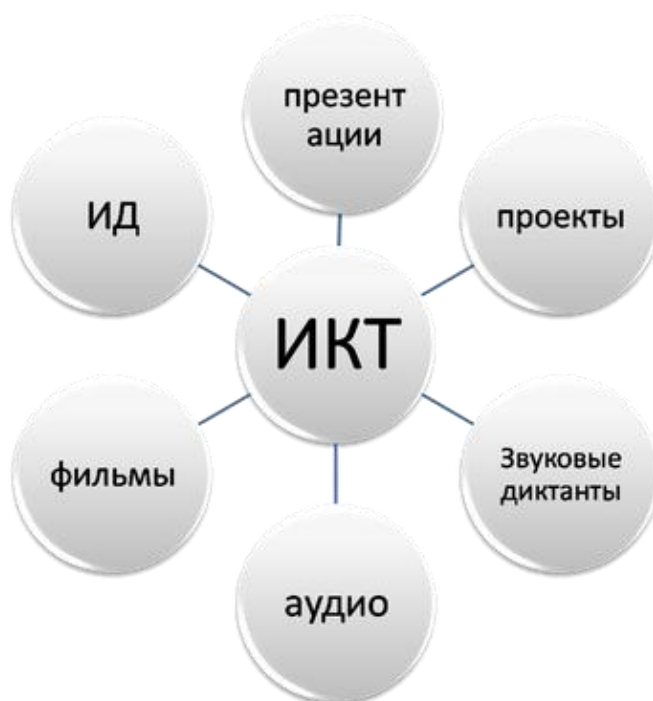 презент
ации
ИД
проекты
ИКТ
фильмы
Звуковые
диктанты
аудио